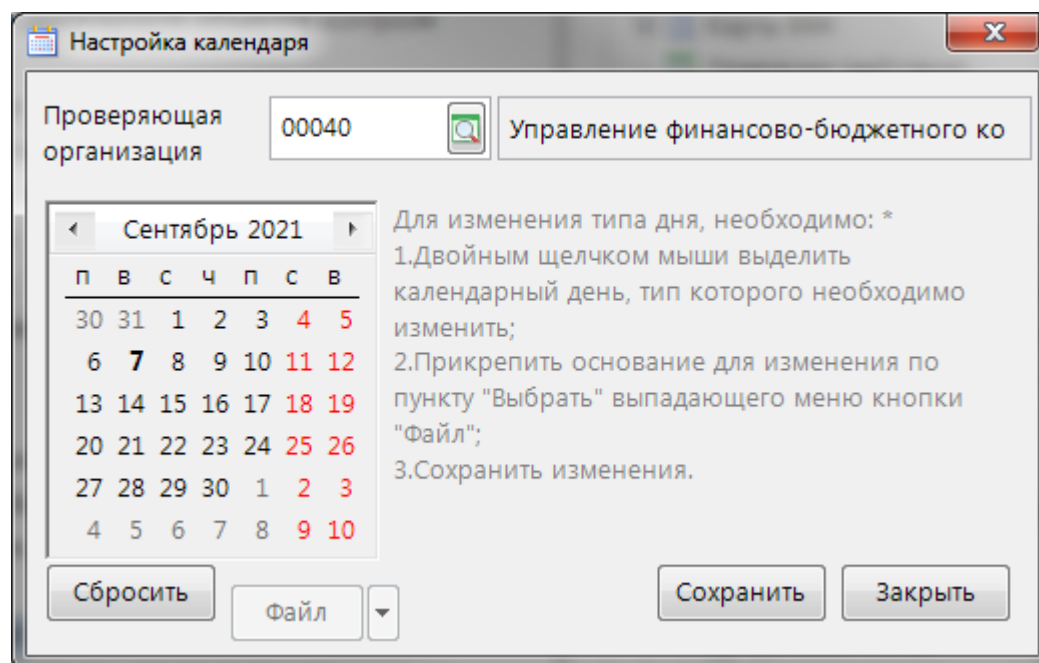 Настройка календаря
Проверяющая
организация
00040
Управление финансово-бюджетного ко
Сентябрь 2021
П В С Ч П С В
30 31 1 2 3 4 5
6 7 8 9 10 11 12
13 14 15 16 17 18 19
20 21 22 23 24 25 26
27 28 29 30 1 2 3
4 5 6 7 8 9 10
Для изменения типа дня, необходимо: *
1.Двойным щелчком мыши выделить
календарный день, тип которого необходимо
изменить;
2.Прикрепить основание для изменения по
пункту "Выбрать" выпадающего меню кнопки
"Файл";
3.Сохранить изменения.
Сбросить
Файл
Сохранить
Закрыть